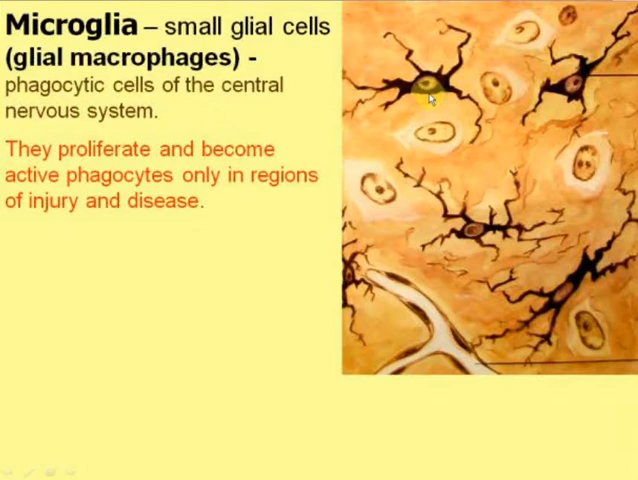 Microglia – small glial cells
(glial macrophages) -
phagocytic cells of the central
nervous system.
They proliferate and become
active phagocytes only in regions
of injury and disease.